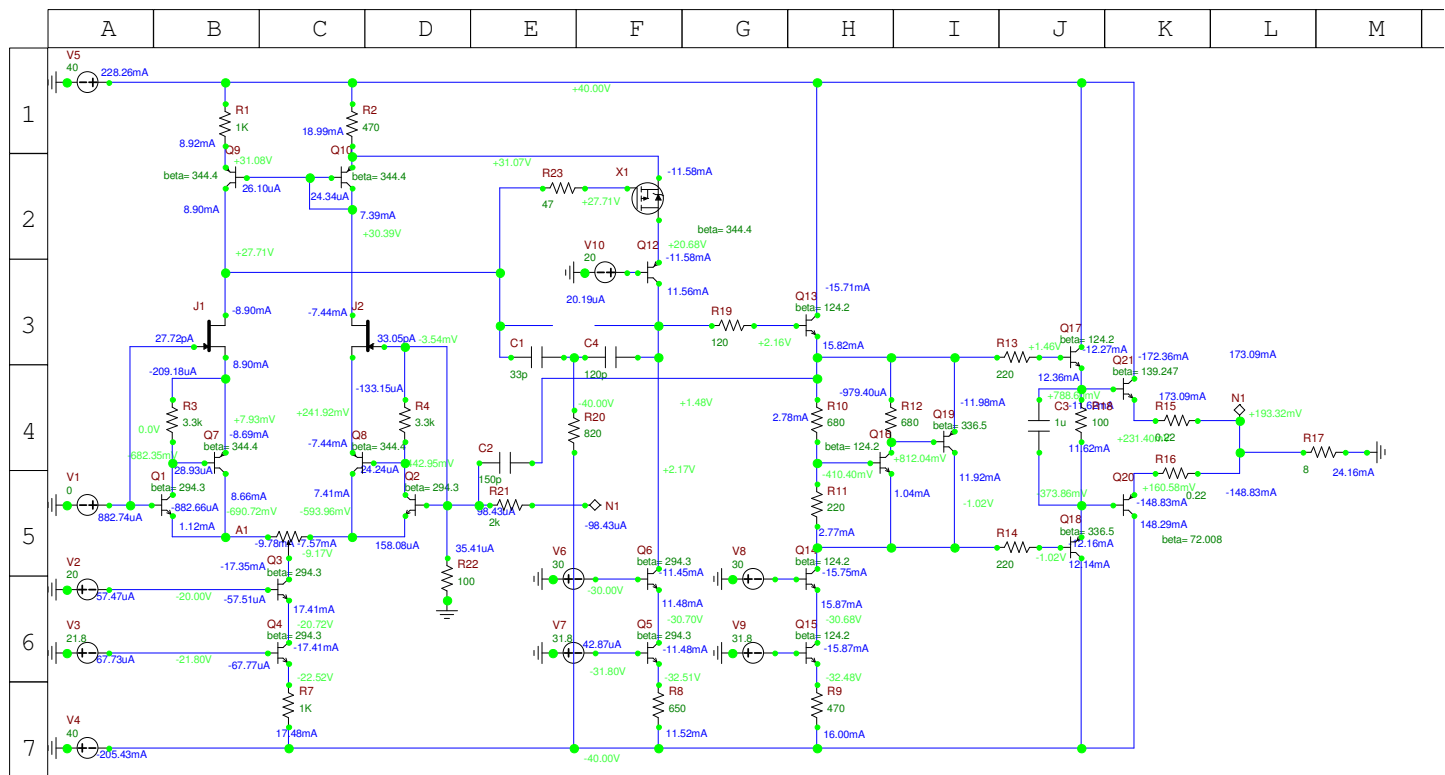 A B C D E F G H I J K L M
1
V5
40
228.26mA
+40.00V
R1
1K
R2
470
8.92mA
18.99mA
2
Q9
+31.08V
Q10
+31.07V
beta= 344.4
beta= 344.4
26.10uA
24.34uA
8.90mA
7.39mA
+30.39V
R23
47
X1
-11.58mA
+27.71V
beta= 344.4
+27.71V
V10
20
Q12
+20.68V
-11.58mA
3
20.19uA
11.56mA
J1
-8.90mA
-7.44mA
J2
27.72pA
33.05pA
-3.54mV
8.90mA
-209.18uA
-133.15uA
C1
33p
C4
120p
R19
120
+2.16V
Q13
beta= 124.2
-15.71mA
15.82mA
R13
220
+1.46V
Q17
beta= 124.2
-12.27mA
12.36mA
Q21
beta= 139.247
-172.36mA
173.09mA
173.09mA
4
R3
3.3k
+7.93mV
+241.92mV
R4
3.3k
0.0V
-682.35mV
-8.69mA
Q7
beta= 344.4
28.93uA
-7.44mA
Q8
beta= 344.4
24.24uA
-40.00V
R20
820
+1.48V
+2.17V
C2
150p
-979.40uA
2.78mA
R10
680
R12
680
beta= 124.2
Q16
-11.98mA
Q19
336.5
+812.04mV
-410.40mV
C3
1u
100
11.62mA
R15
0.22
N1
+193.32mV
R17
8
24.16mA
R16
0.22
+160.58mV
5
V1
0
882.74uA
Q1
beta= 294.3
-882.66uA
1.12mA
8.66mA
-690.72mV
7.41mA
-593.96mV
Q2
beta= 294.3
158.08uA
R21
2k
98.43uA
N1
-98.43uA
A1
-9.78mA
-7.57mA
-9.17V
-17.35mA
35.41uA
R22
100
R11
220
2.77mA
1.04mA
11.92mA
-1.02V
-373.86mV
R14
220
-1.02V
Q18
336.5
12.16mA
12.14mA
Q20
-148.83mA
148.29mA
beta= 72.008
-148.83mA
6
V2
20
57.47uA
-20.00V
Q3
beta= 294.3
-57.51uA
17.41mA
-20.72V
V3
21.8
67.73uA
-21.80V
Q4
beta= 294.3
-67.77uA
-17.41mA
-22.52V
V6
30
-30.00V
Q6
beta= 294.3
-11.45mA
11.48mA
-30.70V
V8
30
Q14
beta= 124.2
-15.75mA
15.87mA
-30.68V
V7
31.8
42.87uA
-31.80V
Q5
beta= 294.3
-11.48mA
-32.51V
V9
31.8
Q15
beta= 124.2
-15.87mA
-32.48V
7
R7
1K
17.48mA
R8
650
11.52mA
R9
470
16.00mA
V4
40
-205.43mA
-40.00V